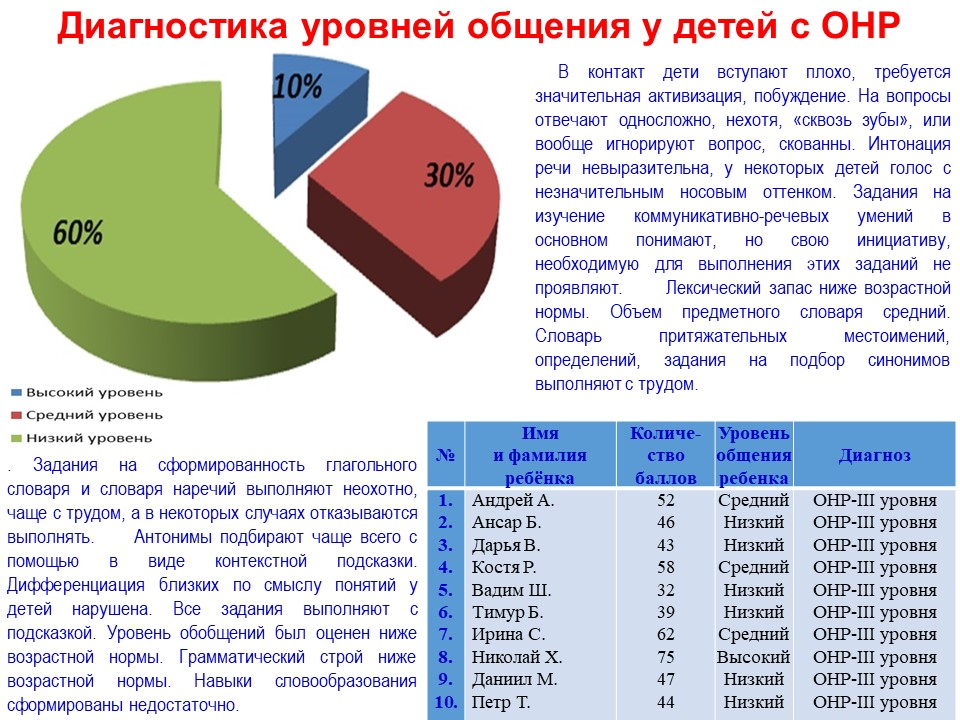 Диагностика уровней общения у детей с ОНР
10%
30%
60%
Высокий уровень
Средний уровень
Низкий уровень
В контакт дети вступают плохо, требуется
значительная активизация, побуждение. На вопросы
отвечают односложно, нехотя, «сквозь зубы», или
вообще игнорируют вопрос, скованны. Интонация
речи невыразительна, у некоторых детей голос с
незначительным носовым оттенком. Задания на
изучение коммуникативно-речевых умений в
основном понимают, но свою инициативу,
необходимую для выполнения этих заданий не
проявляют. Лексический запас ниже возрастной
нормы. Объем предметного словаря средний.
Словарь притяжательных местоимений,
определений, задания на подбор синонимов
выполняют с трудом.
. Задания на сформированность глагольного
словаря и словаря наречий выполняют неохотно,
чаще с трудом, а в некоторых случаях отказываются
выполнять. Антонимы подбирают чаще всего с
помощью в виде контекстной подсказки.
Дифференциация близких по смыслу понятий у
детей нарушена. Все задания выполняют с
подсказкой. Уровень обобщений был оценен ниже
возрастной нормы. Грамматический строй ниже
возрастной нормы. Навыки словообразования
сформированы недостаточно.
№ Имя и фамилия ребёнка Количе-ство баллов Уровень общения ребенка Диагноз
1. Андрей А. 52 Средний ОНР-III уровня
2. Ансар Б. 46 Низкий ОНР-III уровня
3. Дарья В. 43 Низкий ОНР-III уровня
4. Костя Р. 58 Средний ОНР-III уровня
5. Вадим Ш. 32 Низкий ОНР-III уровня
6. Тимур Б. 39 Низкий ОНР-III уровня
7. Ирина С. 62 Средний ОНР-III уровня
8. Николай Х. 75 Высокий ОНР-III уровня
9. Даниил М. 47 Низкий ОНР-III уровня
10. Петр Т. 44 Низкий ОНР-III уровня